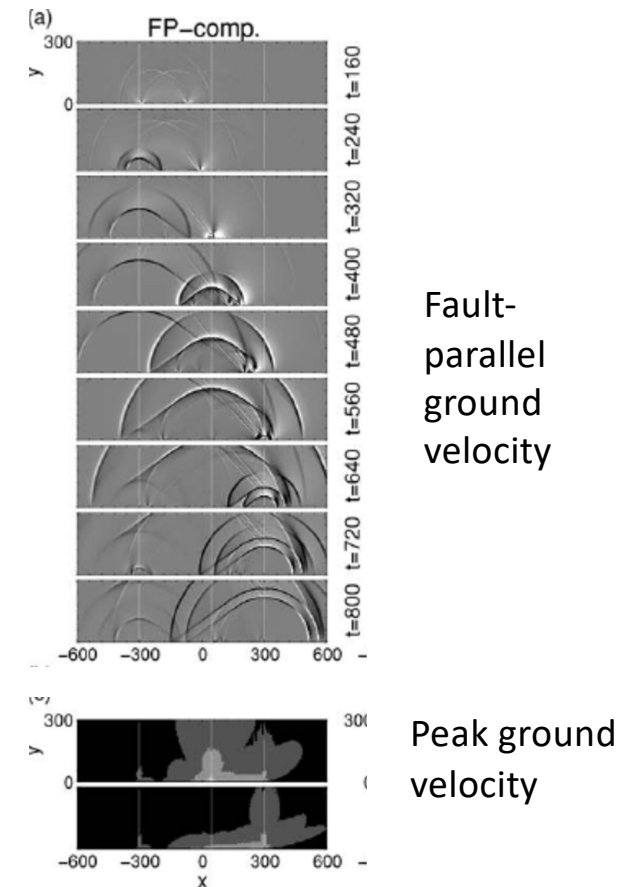 (a)
FP-comp.
300
y
0
t=160
t=240
t=320
t=400
t=480
t=560
t=640
t=720
t=800
-600 -300 0 300 600 -
Fault-
parallel
ground
velocity
300 300
y
0
-600 -300 0 300 600 -
x
Peak ground
velocity